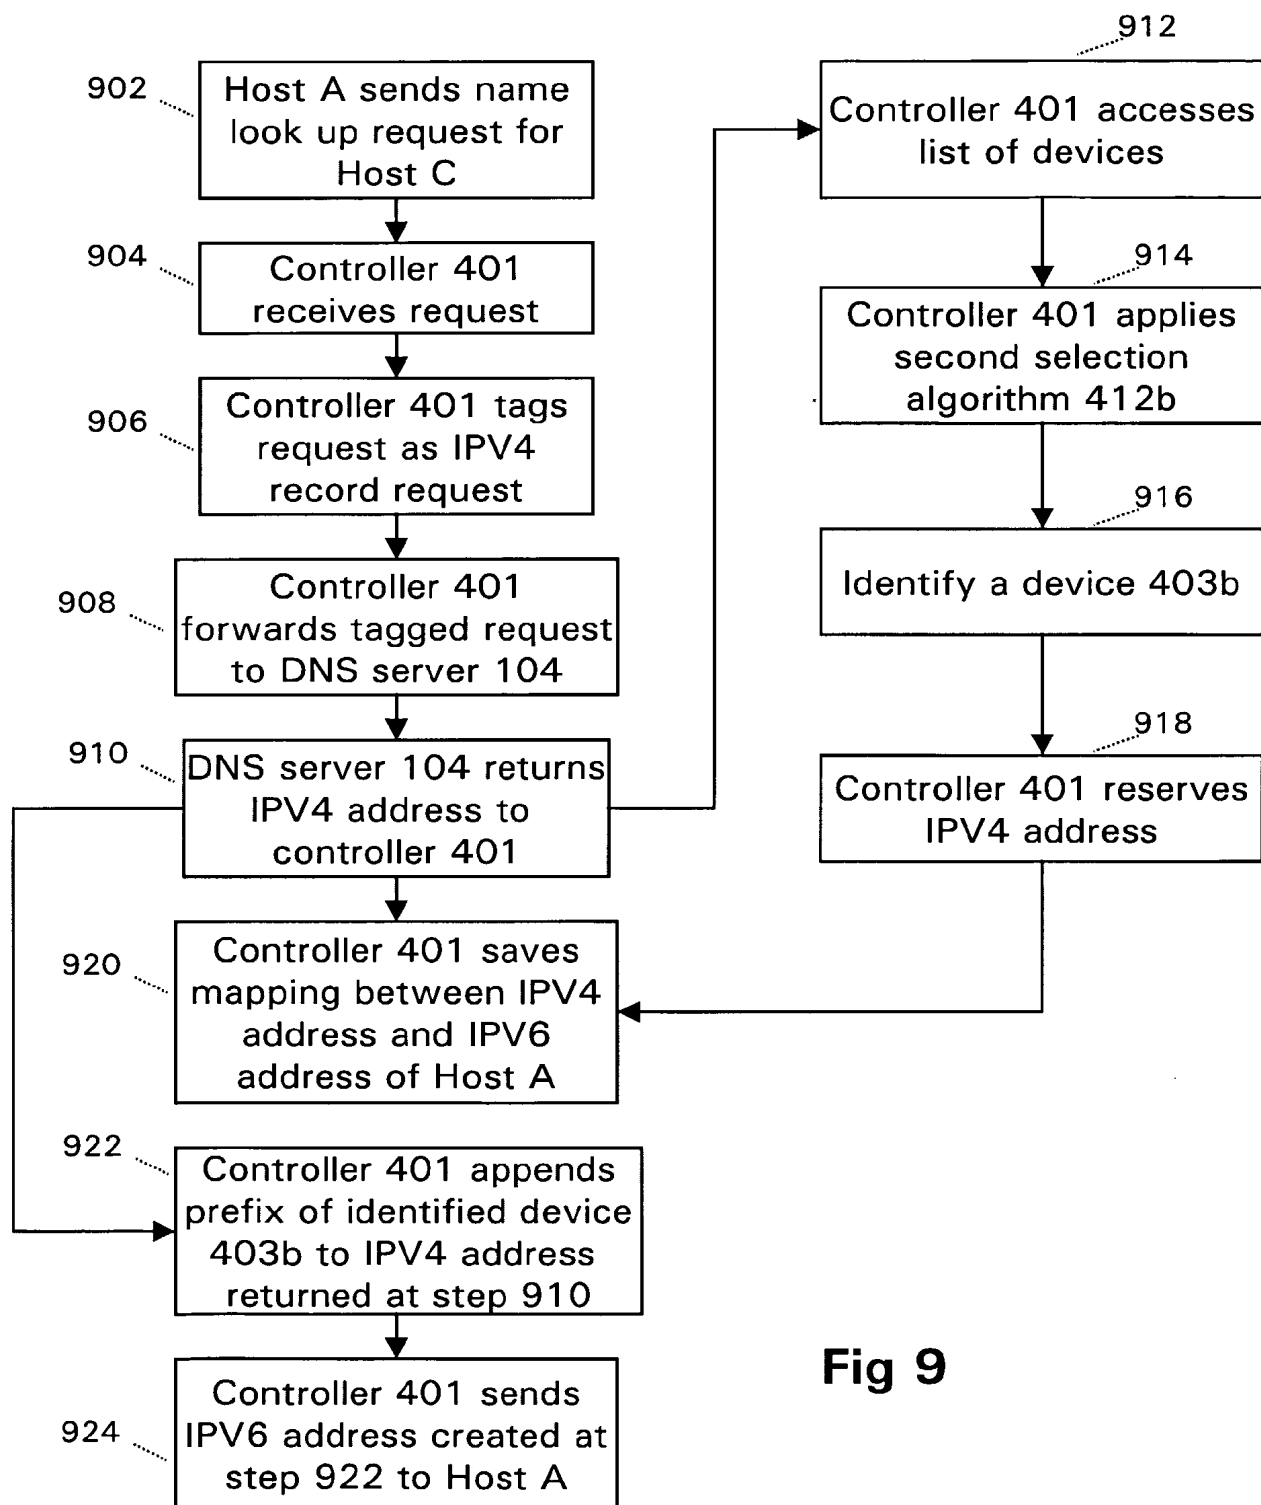 902
Host A sends name
look up request for
Host C
904
Controller 401
receives request
906
Controller 401 tags
request as IPV4
record request
908
Controller 401
forwards tagged request
to DNS server 104
910
DNS server 104 returns
IPV4 address to
controller 401
920
Controller 401 saves
mapping between IPV4
address and IPV6
address of Host A
922
Controller 401 appends
prefix of identified device
403b to IPV4 address
returned at step 910
924
Controller 401 sends
IPV6 address created at
step 922 to Host A
912
Controller 401 accesses
list of devices
914
Controller 401 applies
second selection
algorithm 412b
916
Identify a device 403b
918
Controller 401 reserves
IPV4 address
Fig 9